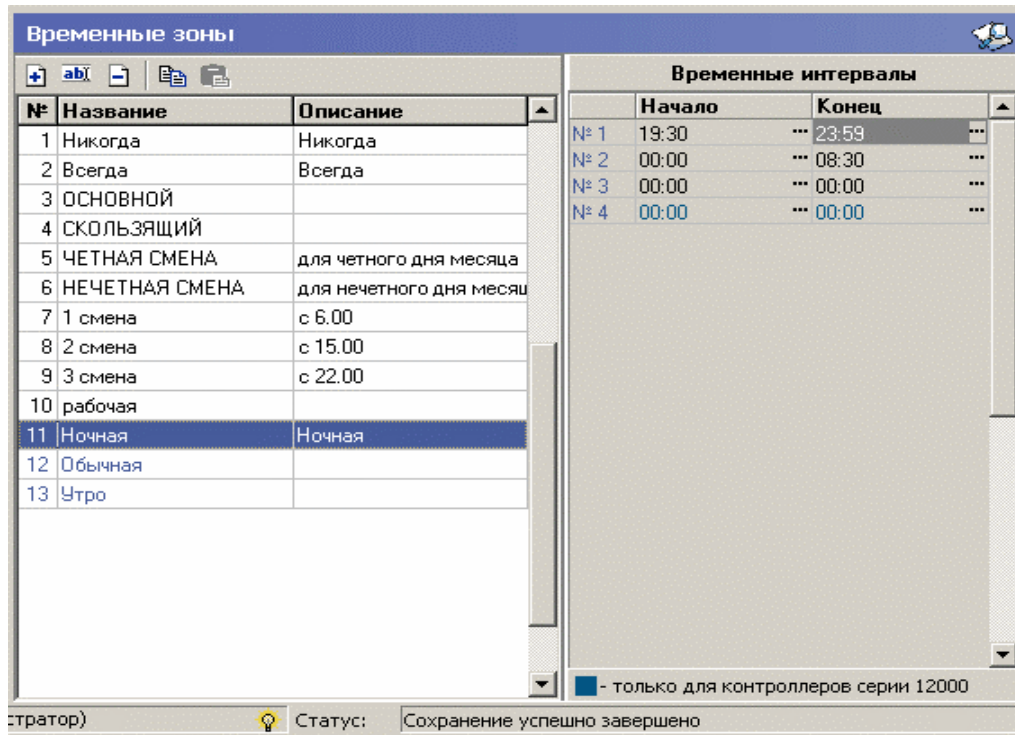 Временные зоны
abI
Временные интервалы
№ Название Описание
Начало Конец
1 Никогда Никогда
2 Всегда Всегда
3 ОСНОВНОЙ
4 СКОЛЬЗЯЩИЙ
5 ЧЕТНАЯ СМЕНА для четного дня месяца
6 НЕЧЕТНАЯ СМЕНА для нечетного дня месяц
7 1 смена с 6.00
8 2 смена с 15.00
9 3 смена с 22.00
10 рабочая
11 Ночная Ночная
12 Обычная
13 Утро
№ 1 19:30 ... 23:59 ...
№ 2 00:00 ... 08:30 ...
№ 3 00:00 ... 00:00 ...
№ 4 00:00 ... 00:00 ...
- только для контроллеров серии 12000
стратор) Статус: Сохранение успешно завершено